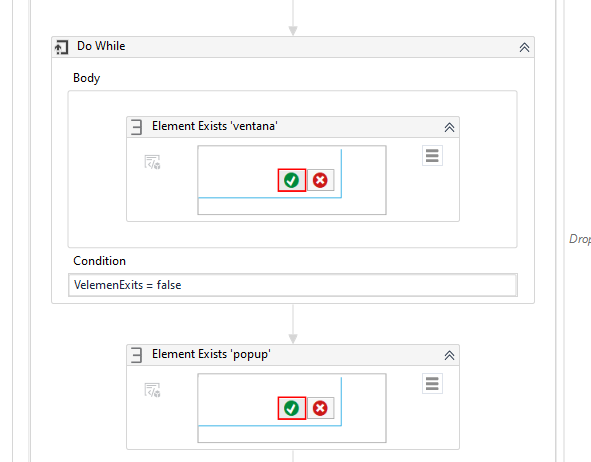 Do While
Body
Element Exists 'ventana'
Condition
Drop
VelemenExits = false
Element Exists 'popup'